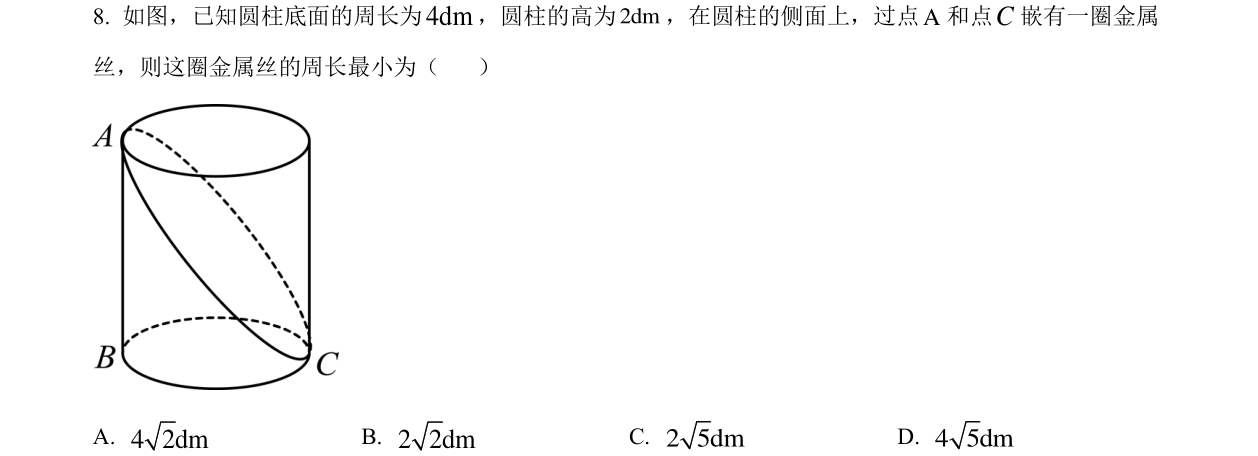 8. 如图，已知圆柱底面的周长为4dm，圆柱的高为2dm，在圆柱的侧面上，过点A和点C嵌有一圈金属
丝，则这圈金属丝的周长最小为（  ）
A
B
C
A. 4√2dm B. 2√2dm C. 2√5dm D. 4√5dm